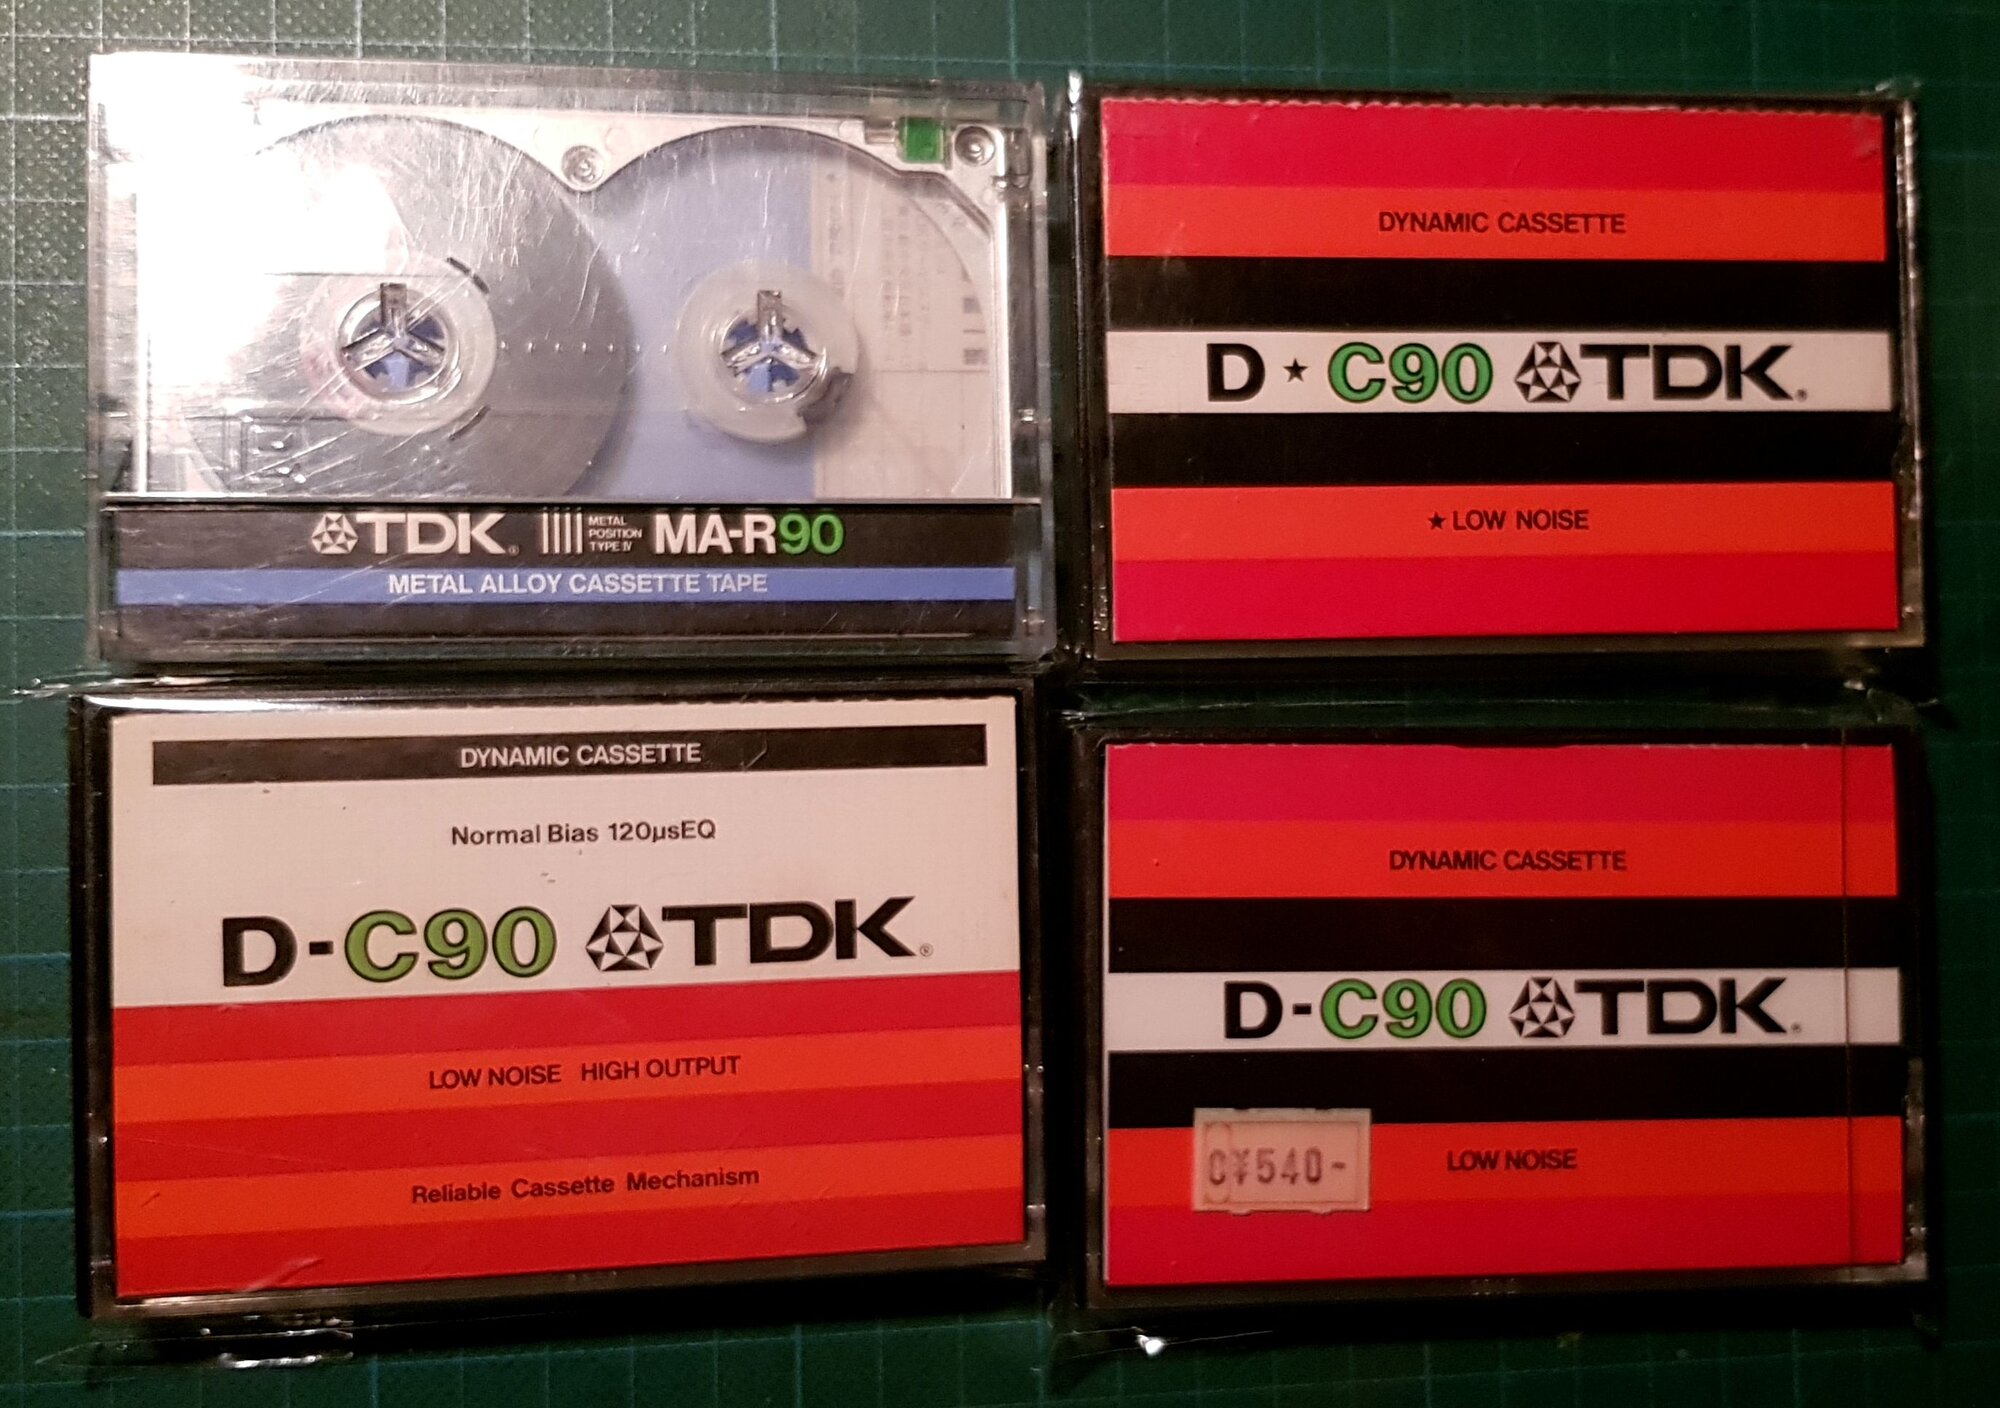 TDK® IIII METAL POSITION TYPE IV MA-R90
METAL ALLOY CASSETTE TAPE
DYNAMIC CASSETTE
D★C90 TDK®
★LOW NOISE
DYNAMIC CASSETTE
Normal Bias 120µsEQ
D-C90 TDK®
LOW NOISE HIGH OUTPUT
Reliable Cassette Mechanism
DYNAMIC CASSETTE
D-C90 TDK®
C¥540-
LOW NOISE